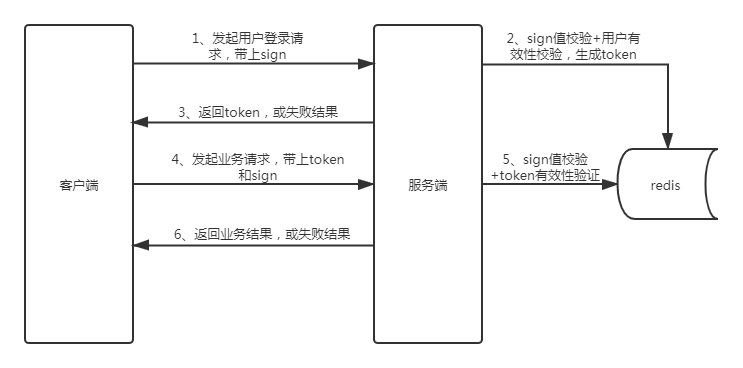 1、发起用户登录请
求，带上sign
2、sign值校验+用户有
效性校验，生成token
3、返回token，或失败结果
4、发起业务请求，带上token
和sign
5、sign值校验
+token有效性验证
客户端
服务端
redis
6、返回业务结果，或失败结果